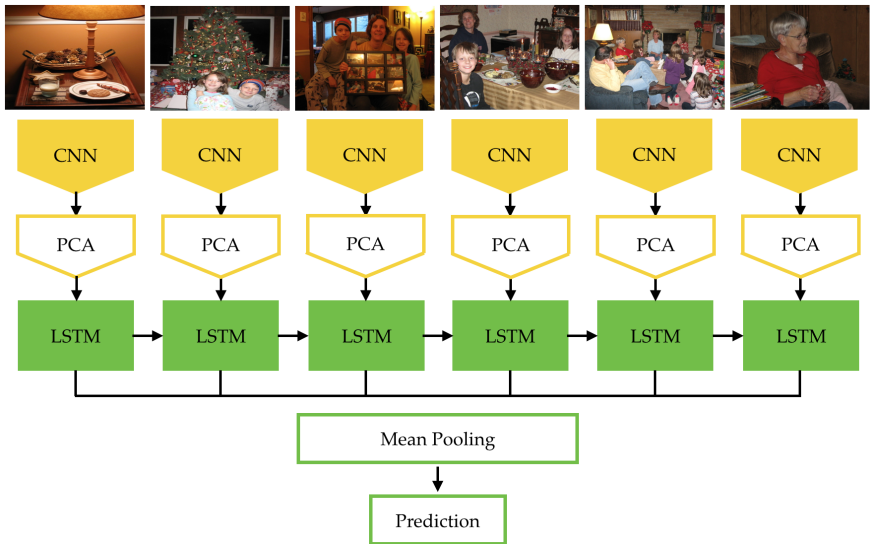 CNN CNN CNN CNN CNN CNN
PCA PCA PCA PCA PCA PCA
LSTM LSTM LSTM LSTM LSTM LSTM
Mean Pooling
Prediction